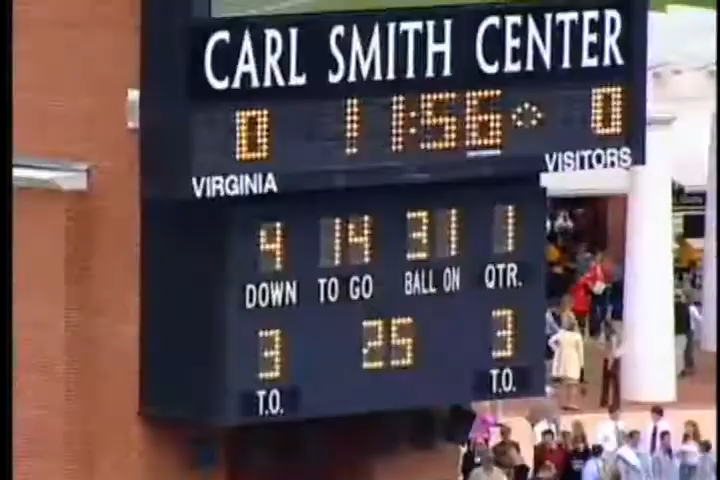 CARL SMITH CENTER
0 11:56 0
VIRGINIA VISITORS
4 14 31 1
DOWN TO GO BALL ON QTR.
3 25 3
T.O. T.O.